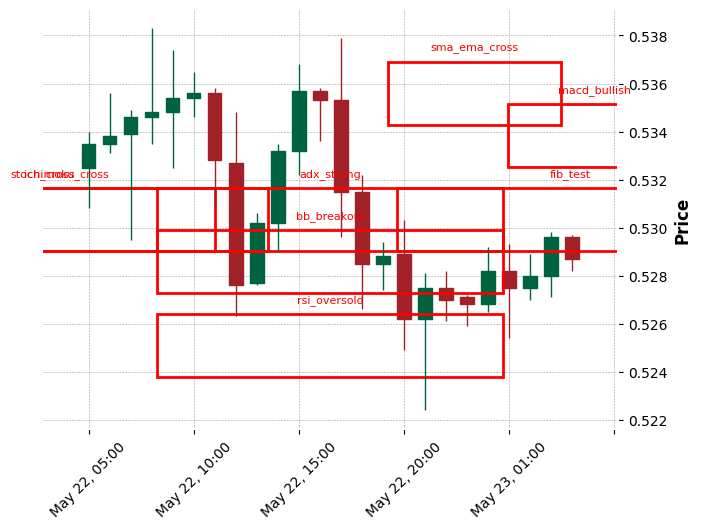 0.538
sma_ema_cross
0.536
macd_bullish
0.534
adx_strong
fib_test
0.532
bb_breakout
0.530
Price
0.528
rsi_oversold
0.526
0.524
0.522
May 22, 05:00
May 22, 10:00
May 22, 15:00
May 22, 20:00
May 23, 01:00